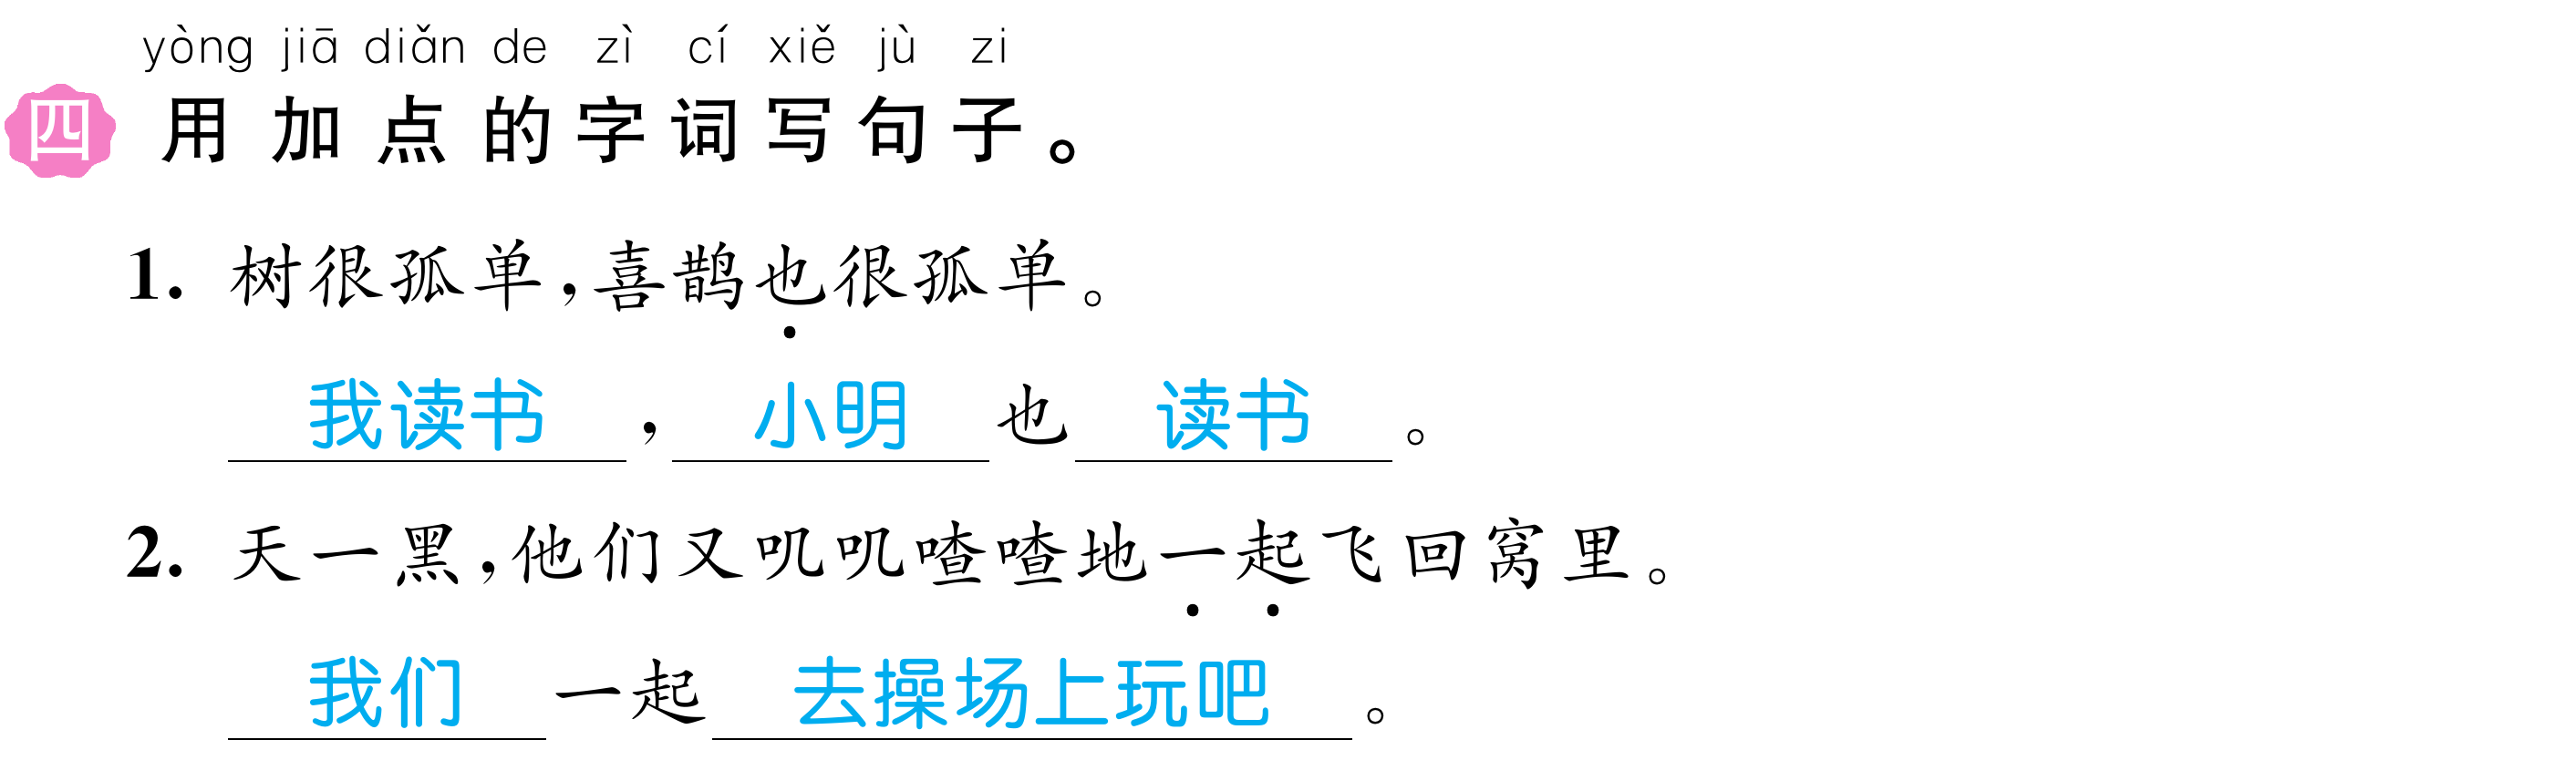 yòng jiā diǎn de zì cí xiě jù zi
四 用加点的字词写句子。
1. 树很孤单,喜鹊也很孤单。
我读书,小明也读书。
2. 天一黑,他们又叽叽喳喳地一起飞回窝里。
我们一起去操场上玩吧。